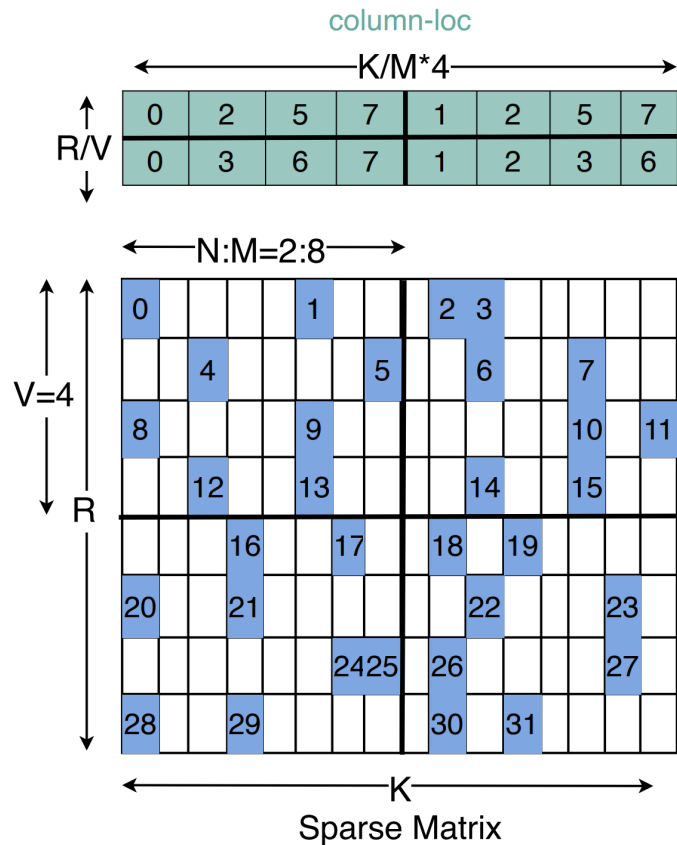 column-loc
K/M*4
0 2 5 7 1 2 5 7
R/V
0 3 6 7 1 2 3 6
N:M=2:8
0 1 2 3
4 5 6 7
V=4
8 9 10 11
12 13 14 15
R
16 17 18 19
20 21 22 23
24 25 26 27
28 29 30 31
K
Sparse Matrix